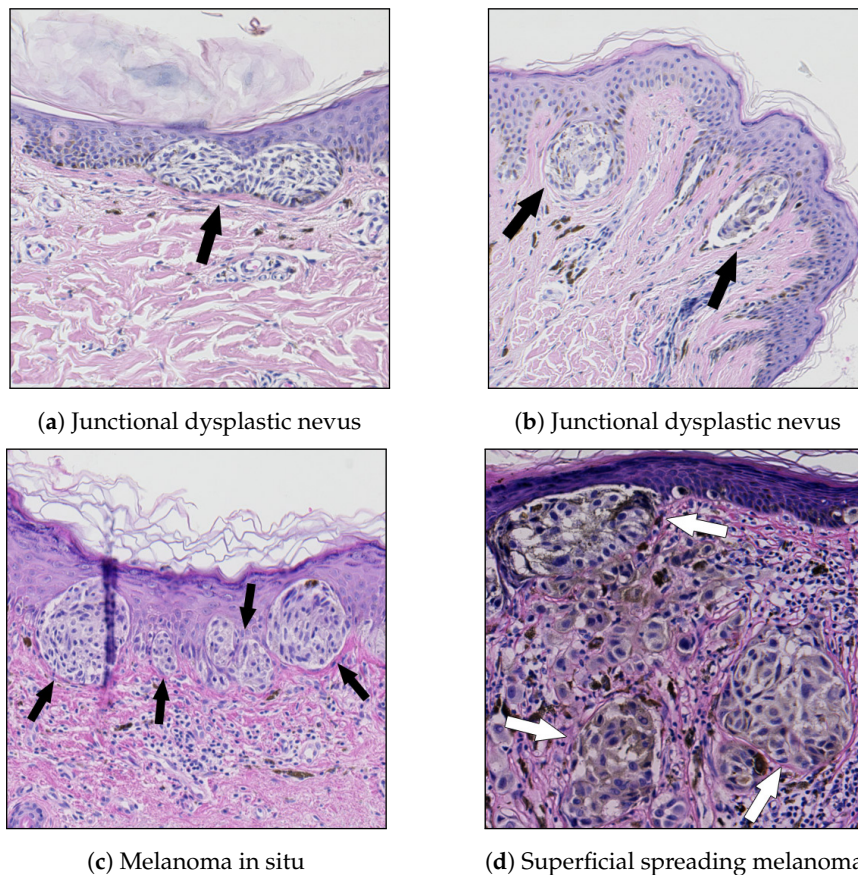 (a) Junctional dysplastic nevus
(b) Junctional dysplastic nevus
(c) Melanoma in situ
(d) Superficial spreading melanoma